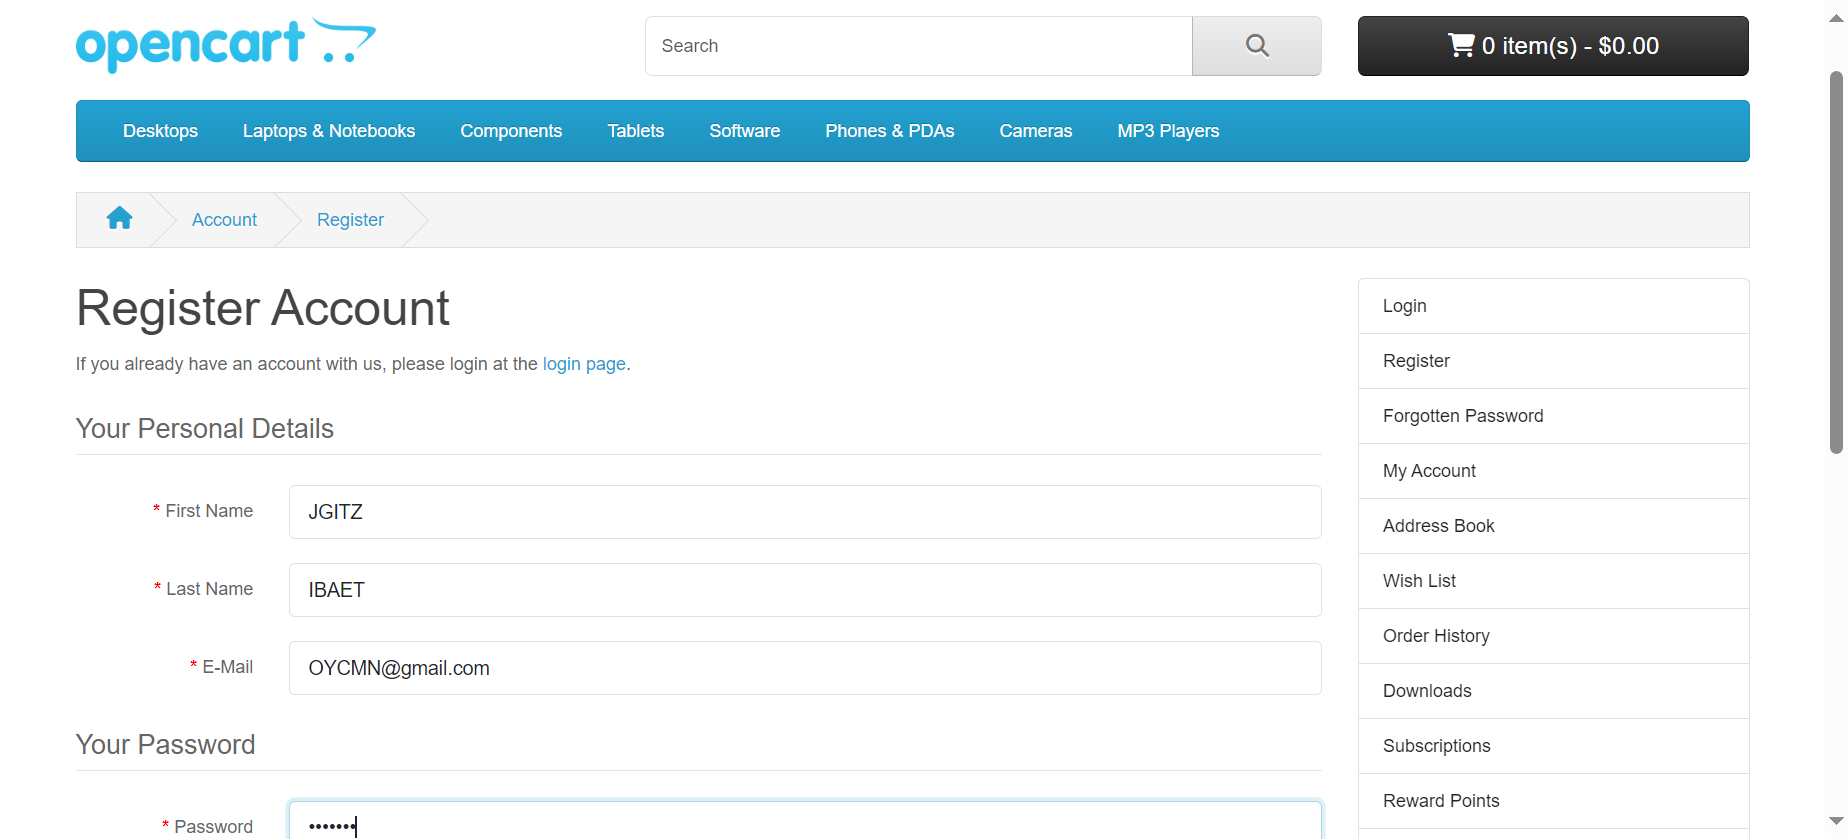 opencart
Search
0 item(s) - $0.00
Desktops Laptops & Notebooks Components Tablets Software Phones & PDAs Cameras MP3 Players
Account Register
Register Account
If you already have an account with us, please login at the login page.
Your Personal Details
* First Name JGITZ
* Last Name IBAET
* E-Mail OYCMN@gmail.com
Your Password
* Password •••••••
Login
Register
Forgotten Password
My Account
Address Book
Wish List
Order History
Downloads
Subscriptions
Reward Points